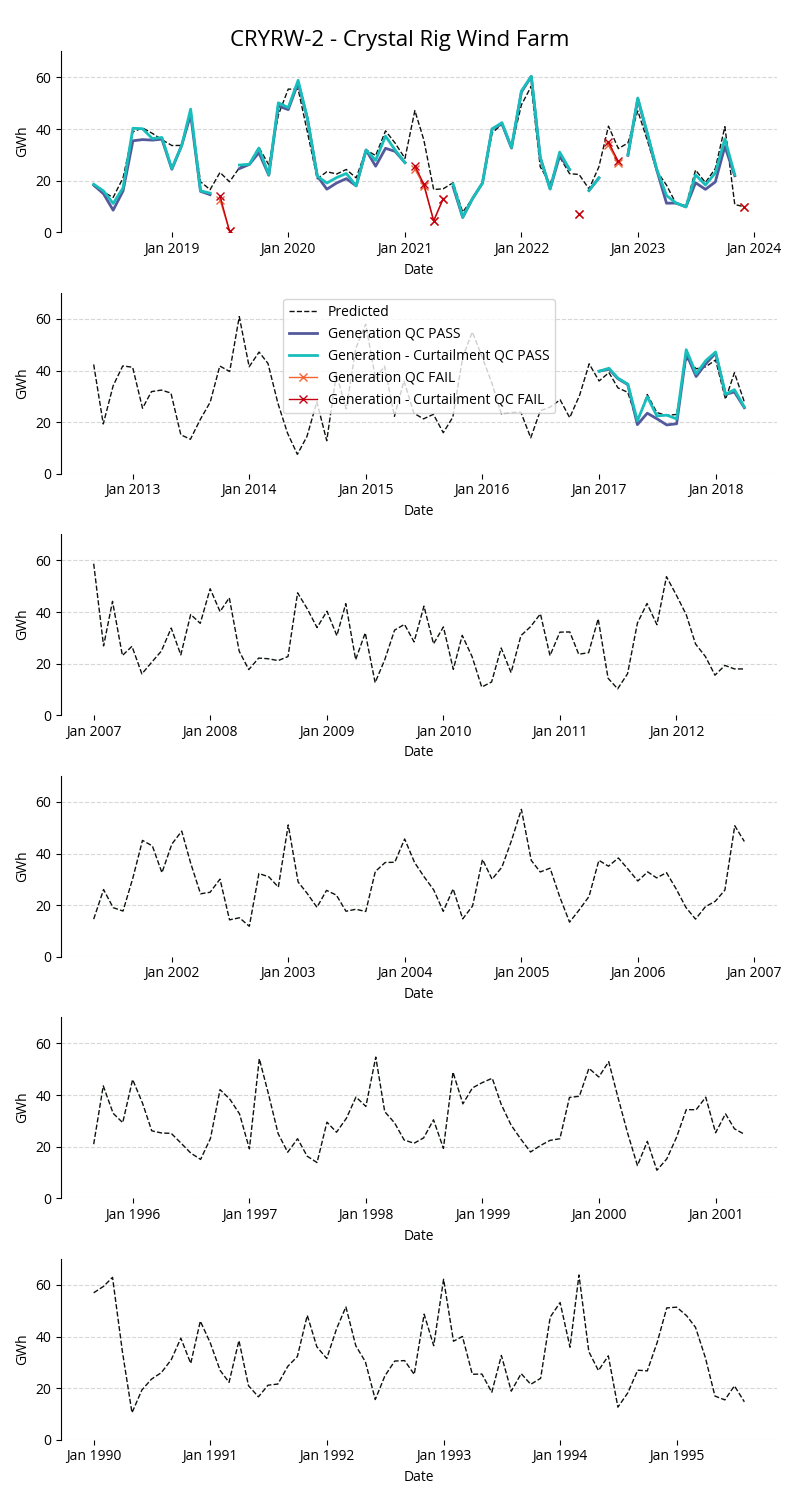 CRYRW-2 - Crystal Rig Wind Farm
60
40
20
0
GWh
Jan 2019 Jan 2020 Jan 2021 Jan 2022 Jan 2023 Jan 2024
Date
60
40
20
0
GWh
Predicted
Generation QC PASS
Generation - Curtailment QC PASS
Generation QC FAIL
Generation - Curtailment QC FAIL
Jan 2013 Jan 2014 Jan 2015 Jan 2016 Jan 2017 Jan 2018
Date
60
40
20
0
GWh
Jan 2007 Jan 2008 Jan 2009 Jan 2010 Jan 2011 Jan 2012
Date
60
40
20
0
GWh
Jan 2002 Jan 2003 Jan 2004 Jan 2005 Jan 2006 Jan 2007
Date
60
40
20
0
GWh
Jan 1996 Jan 1997 Jan 1998 Jan 1999 Jan 2000 Jan 2001
Date
60
40
20
0
GWh
Jan 1990 Jan 1991 Jan 1992 Jan 1993 Jan 1994 Jan 1995
Date